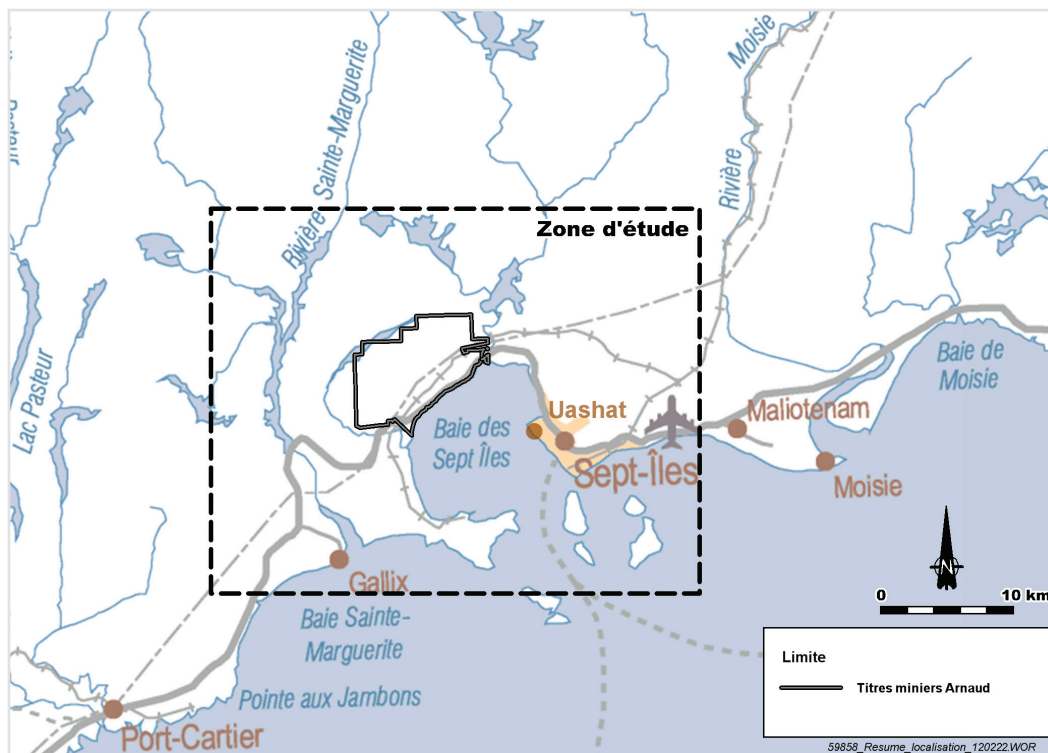 Moisie
Rivière
Rivière Sainte-Marguerite
Zone d'étude
Lac Pasteur
Baie de
Moisie
Uashat
Maliotenam
Baie des
Sept Îles
Sept-Îles
Moisie
N
Gallix
0 10 km
Baie Sainte-
Marguerite
Limite
Titres miniers Arnaud
Pointe aux Jambons
Port-Cartier
59858_Resume_localisation_120222.WOR